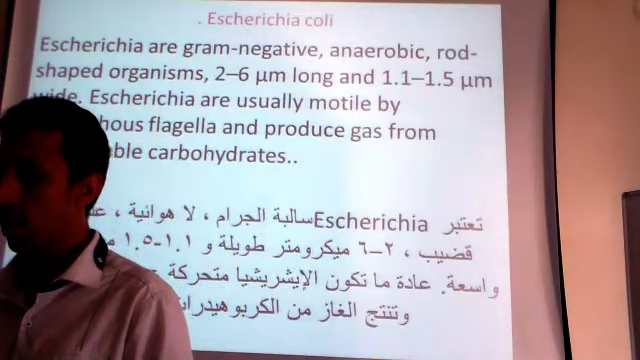 . Escherichia coli
Escherichia are gram-negative, anaerobic, rod-
shaped organisms, 2–6 µm long and 1.1–1.5 µm
wide. Escherichia are usually motile by
flagella and produce gas from
carbohydrates..
تعتبر Escherichia سالبة الجرام ، لا هوائية ،
قضيب ، ٢-٦ ميكرومتر طويلة و ١.١-١.٥
واسعة. عادة ما تكون الإيشريشيا متحركة
وتنتج الغاز من